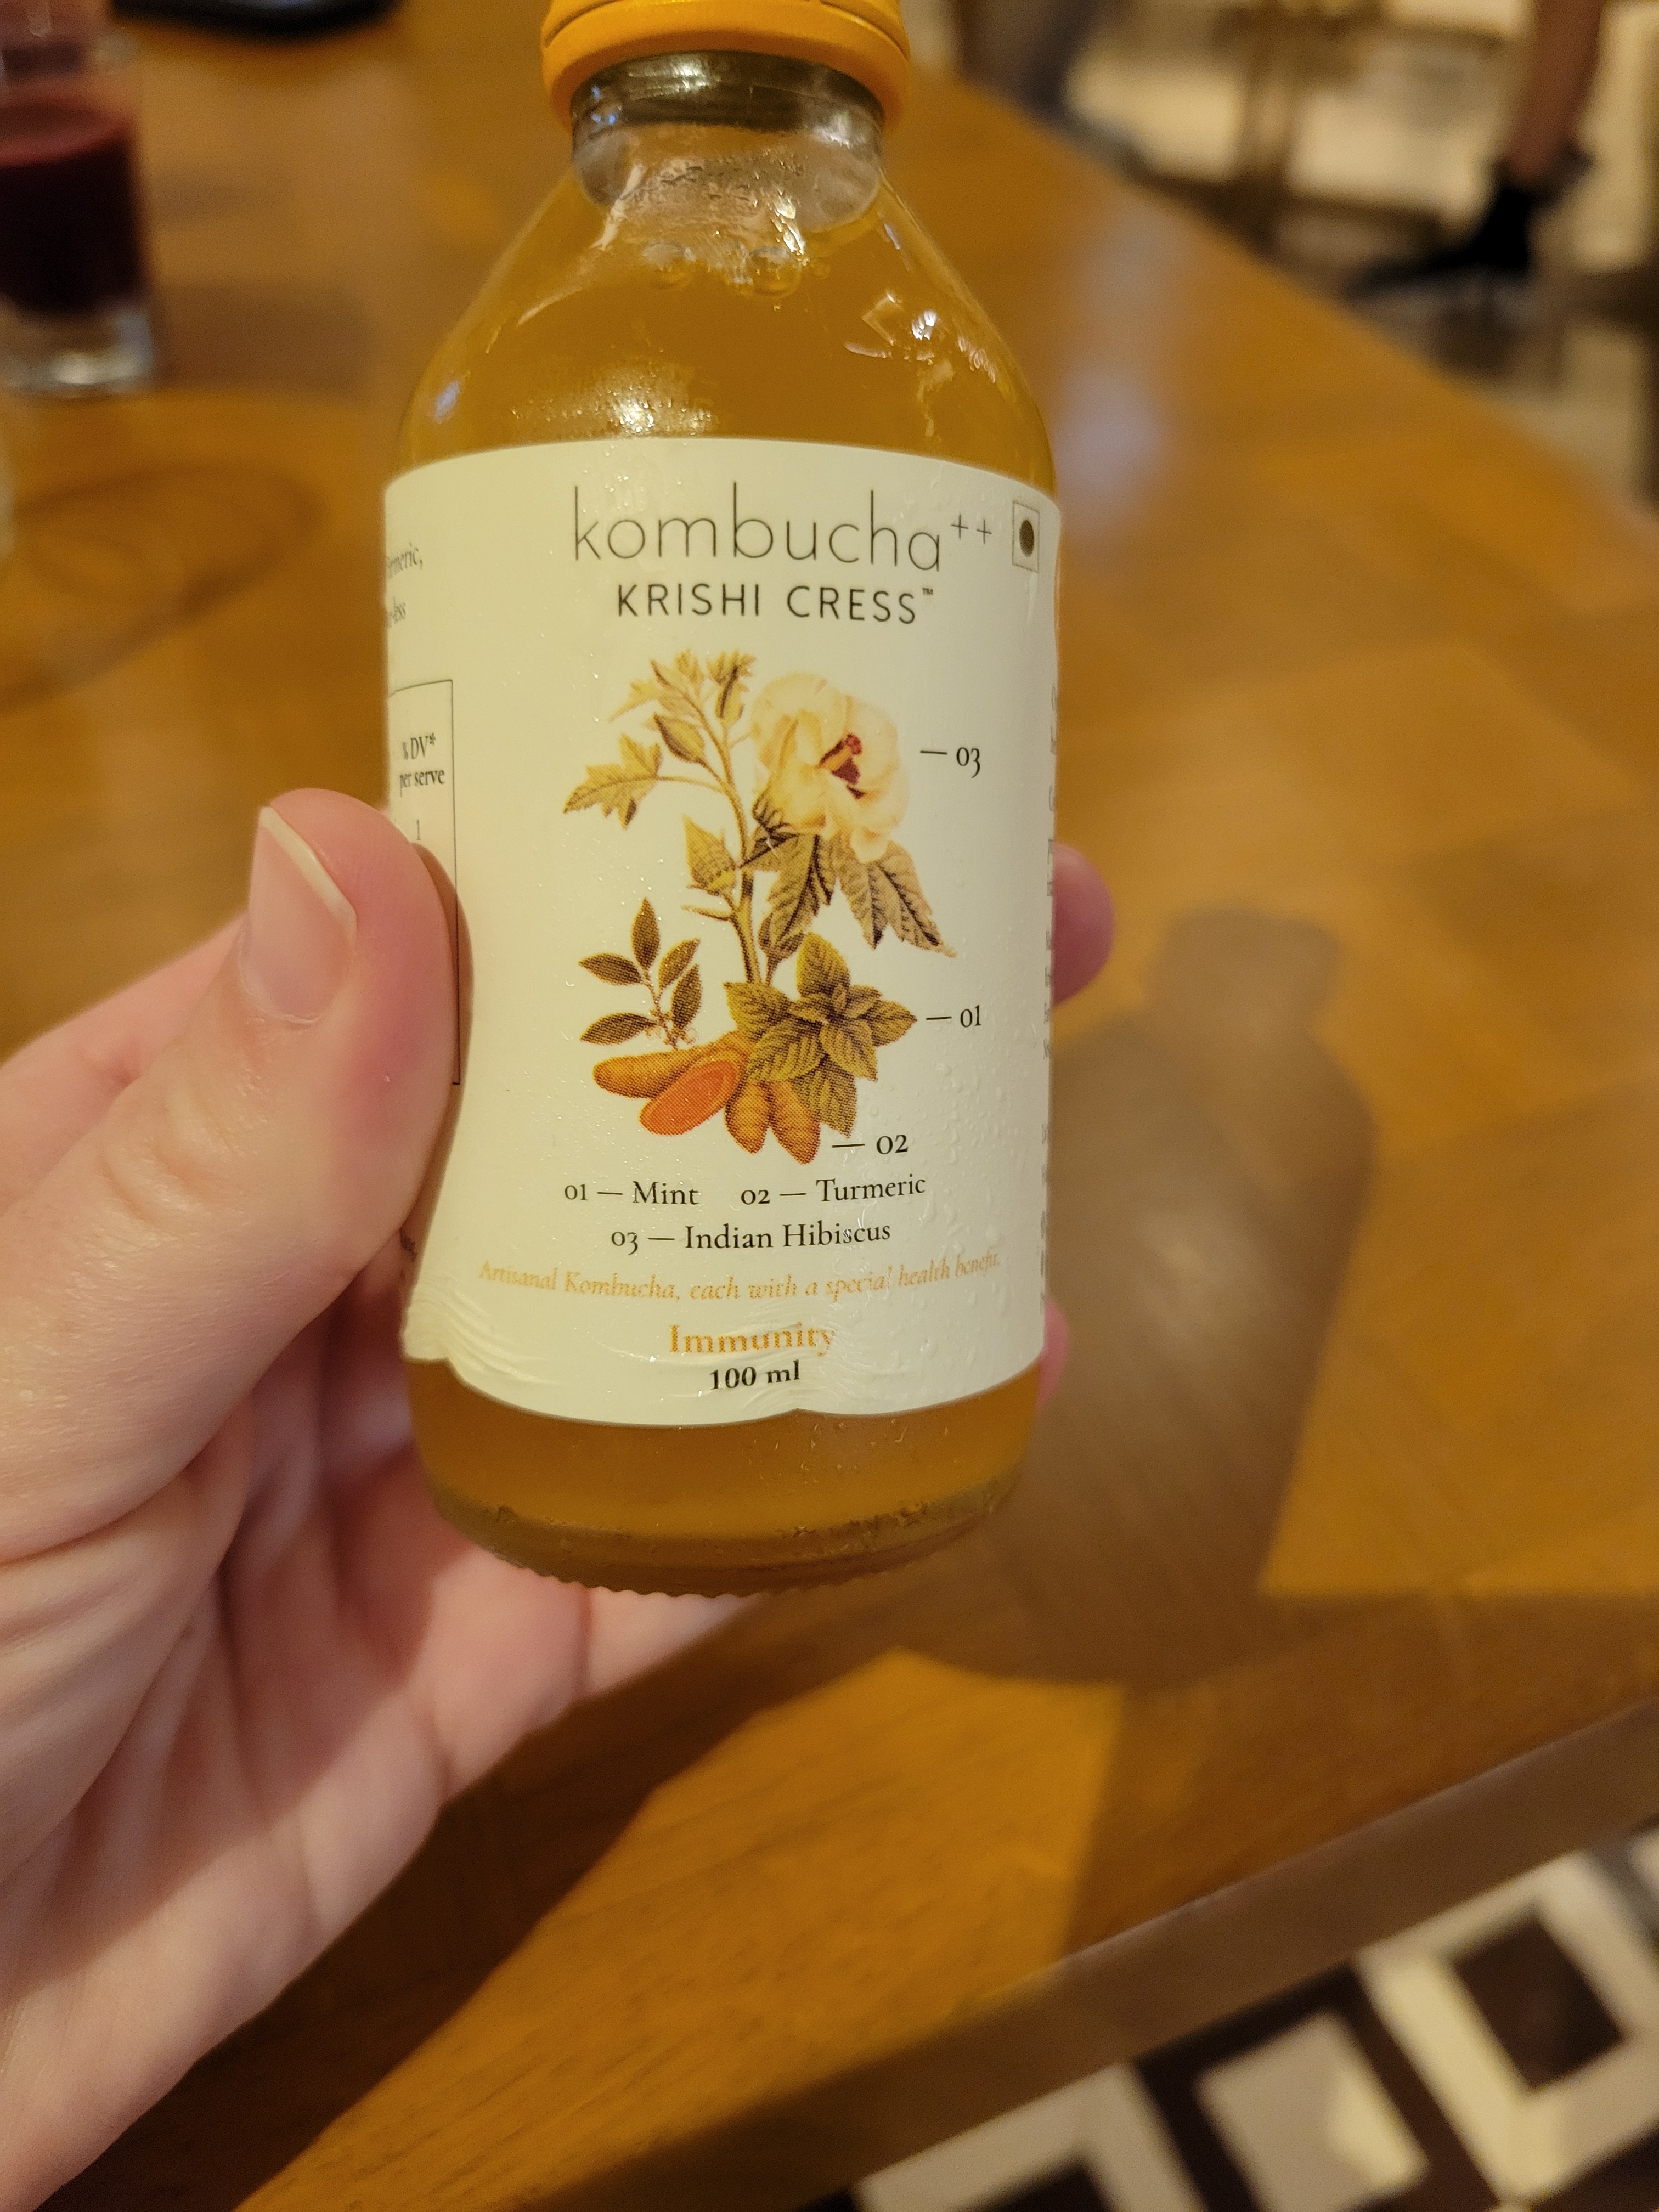 kombucha++
KRISHI CRESS™
03
01
02
01 — Mint 02 — Turmeric
03 — Indian Hibiscus
Artisanal Kombucha, each with a special health benefit.
Immunity
100 ml
% DV*
per serve
1